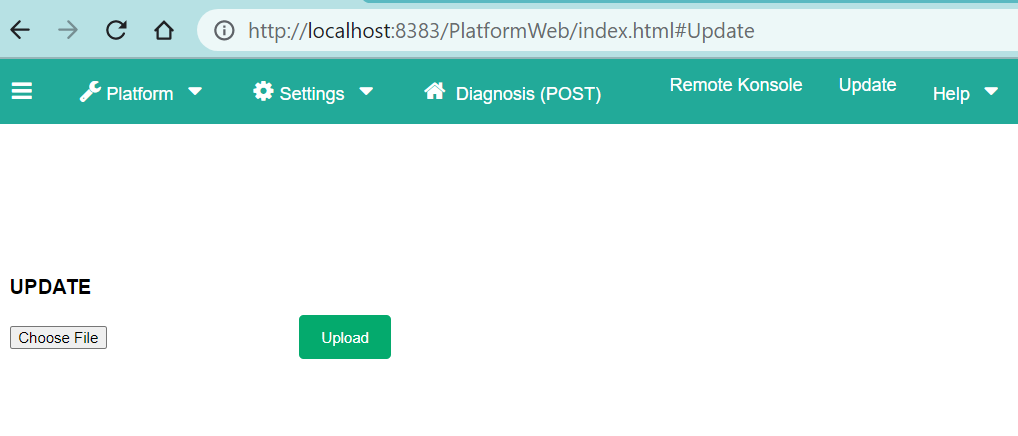 http://localhost:8383/PlatformWeb/index.html#Update
Platform Settings Diagnosis (POST) Remote Konsole Update Help
UPDATE
Choose File Upload